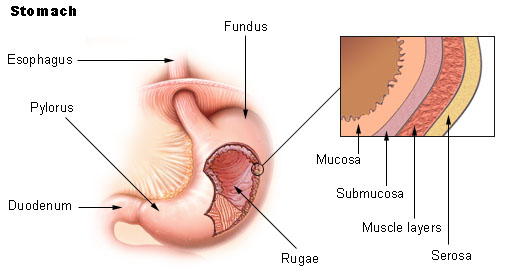 Stomach
Fundus
Esophagus
Pylorus
Duodenum
Rugae
Mucosa
Submucosa
Muscle layers
Serosa